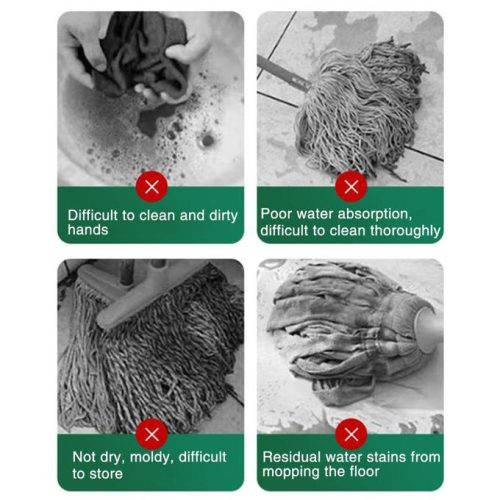 Difficult to clean and dirty
hands
Poor water absorption,
difficult to clean thoroughly
Not dry, moldy, difficult
to store
Residual water stains from
mopping the floor